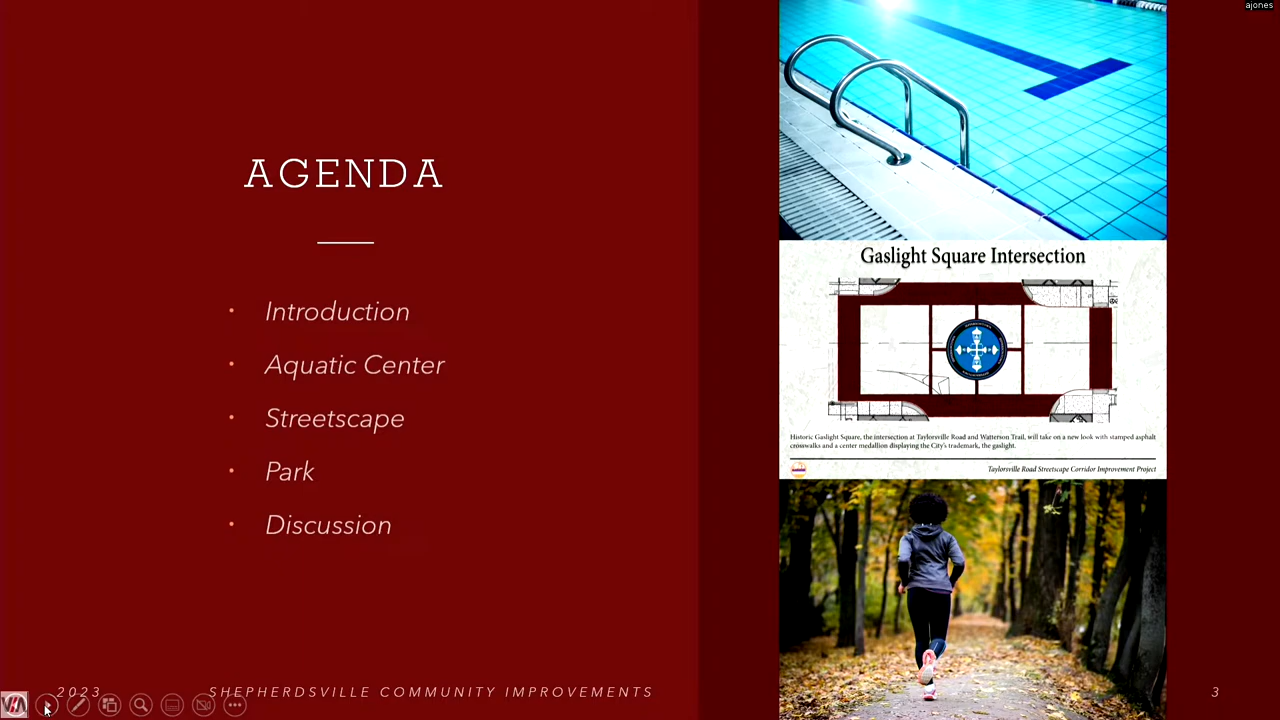 ajones
AGENDA
• Introduction
• Aquatic Center
• Streetscape
• Park
• Discussion
Gaslight Square Intersection
Historic Gaslight Square, the intersection at Taylorsville Road and Watterson Trail, will take on a new look with stamped asphalt
crosswalks and a center medallion displaying the City's trademark, the gaslight.
Taylorsville Road Streetscape Corridor Improvement Project
2023
SHEPHERDSVILLE COMMUNITY IMPROVEMENTS
3